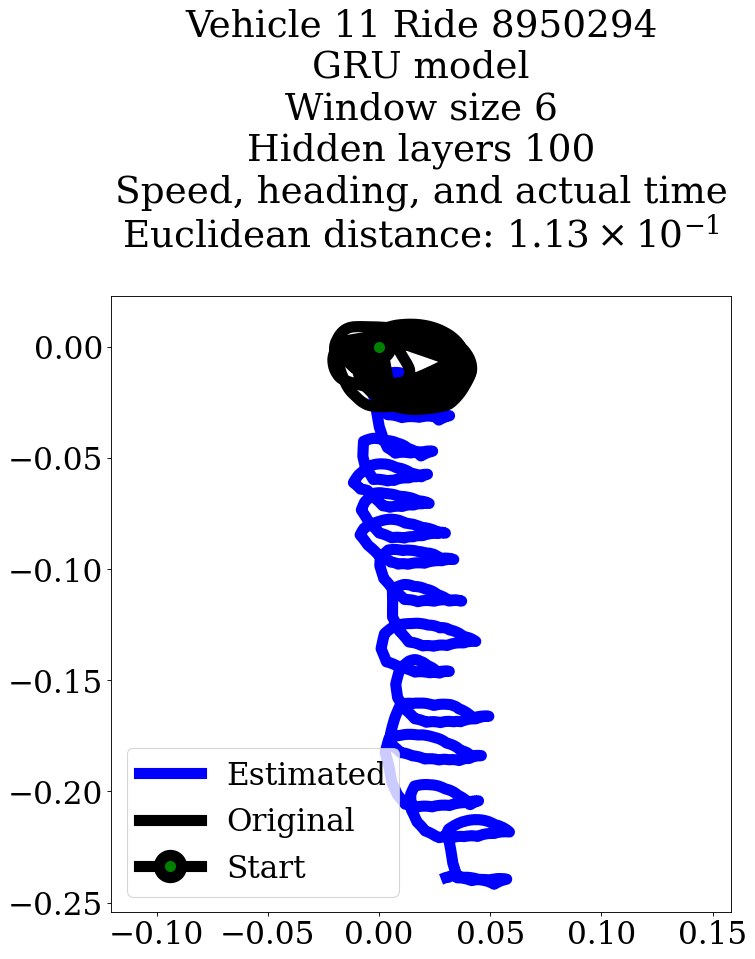 Vehicle 11 Ride 8950294
GRU model
Window size 6
Hidden layers 100
Speed, heading, and actual time
Euclidean distance: 1.13 × 10⁻¹
0.00
−0.05
−0.10
−0.15
−0.20
−0.25
Estimated
Original
Start
−0.10 −0.05 0.00 0.05 0.10 0.15